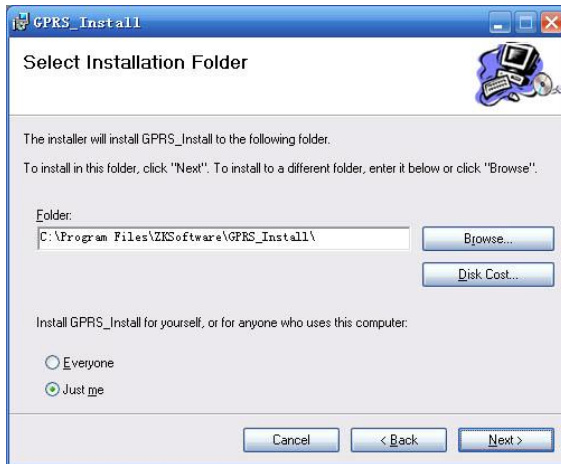 GPRS_Install
Select Installation Folder
The installer will install GPRS_Install to the following folder.
To install in this folder, click "Next". To install to a different folder, enter it below or click "Browse".
Folder:
C:\Program Files\ZKSoftware\GPRS_Install\
Browse...
Disk Cost...
Install GPRS_Install for yourself, or for anyone who uses this computer:
Everyone
Just me
Cancel
< Back
Next >